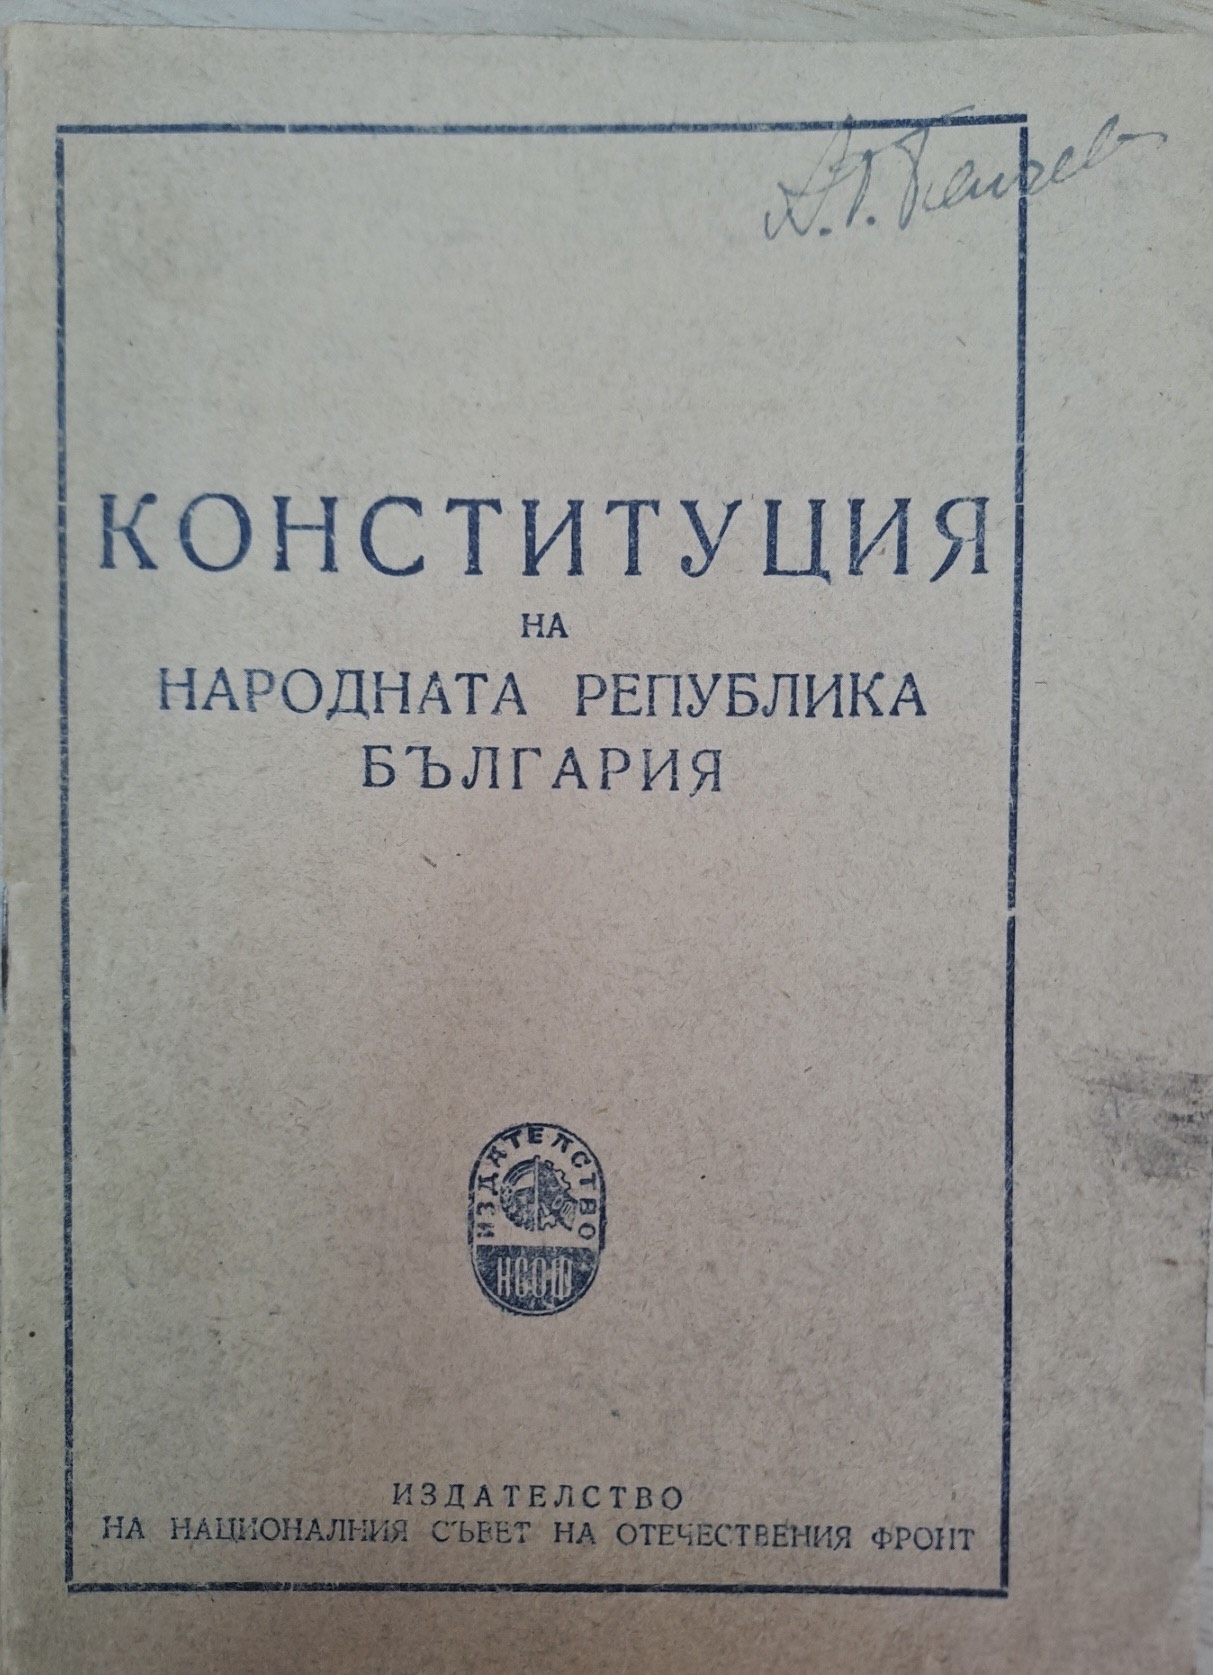 КОНСТИТУЦИЯ
НА
НАРОДНАТА РЕПУБЛИКА
БЪЛГАРИЯ
ИЗДАТЕЛСТВО
НСОФ
ИЗДАТЕЛСТВО
НА НАЦИОНАЛНИЯ СЪВЕТ НА ОТЕЧЕСТВЕНИЯ ФРОНТ